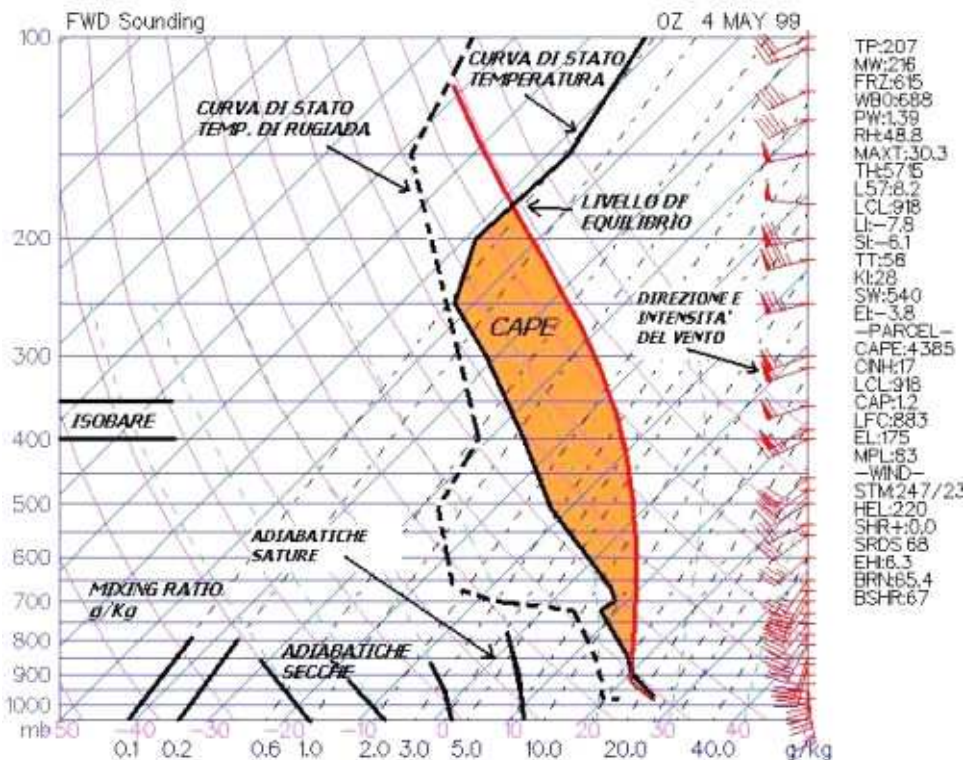 FWD Sounding
0Z 4 MAY 99
100
200
300
400
500
600
700
800
900
1000
mb
CURVA DI STATO
TEMPERATURA
CURVA DI STATO
TEMP. DI RUGIADA
LIVELLO DI
EQUILIBRIO
CAPE
DIREZIONE E
INTENSITA'
DEL VENTO
ISOBARE
ADIABATICHE
SATURE
MIXING RATIO
g/Kg
ADIABATICHE
SECCHE
-50 -40 -30 -20 -10 0 10 20 30 40
0.1 0.2 0.6 1.0 2.0 3.0 5.0 10.0 20.0 40.0 g/kg
TP:207
MW:216
FRZ:615
WB0:688
PW:1.39
RH:48.8
MAXT:30.3
TH:5715
L57:8.2
LCL:918
LI:-7.8
SI:-6.1
TT:56
KI:28
SW:540
EI:-3.8
-PARCEL-
CAPE:4385
CINH:17
LCL:918
CAP:1.2
LFC:883
EL:175
MPL:83
-WIND-
STM:247/23
HEL:220
SHR+:0.0
SRDS:68
EHI:6.3
BRN:65.4
BSHR:67